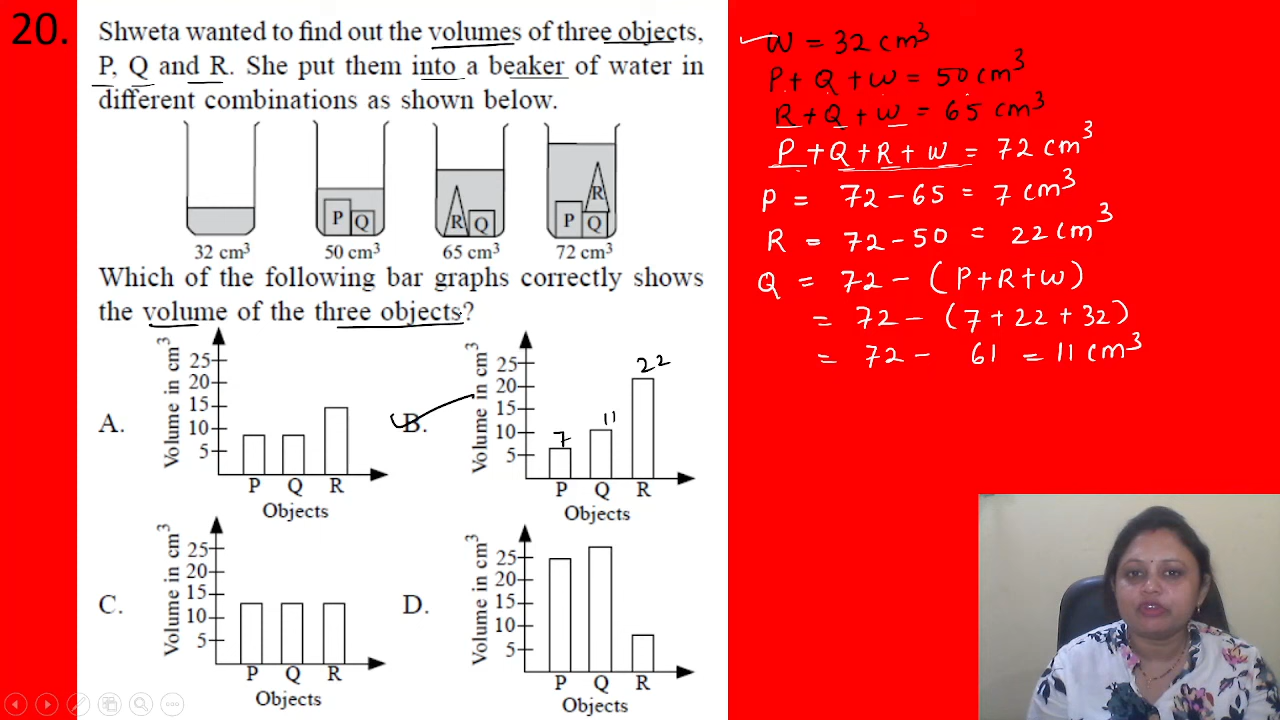 20.
Shweta wanted to find out the volumes of three objects,
P, Q and R. She put them into a beaker of water in
different combinations as shown below.
P Q R Q P Q R
32 cm³ 50 cm³ 65 cm³ 72 cm³
Which of the following bar graphs correctly shows
the volume of the three objects?
A.
Volume in cm³
25
20
15
10
5
P Q R
Objects
B.
Volume in cm³
25
20
15
10
5
7 11 22
P Q R
Objects
C.
Volume in cm³
25
20
15
10
5
P Q R
Objects
D.
Volume in cm³
25
20
15
10
5
P Q R
Objects
W = 32 cm³
P + Q + W = 50 cm³
R + Q + W = 65 cm³
P + Q + R + W = 72 cm³
P = 72 - 65 = 7 cm³
R = 72 - 50 = 22 cm³
Q = 72 - (P + R + W)
= 72 - (7 + 22 + 32)
= 72 - 61 = 11 cm³